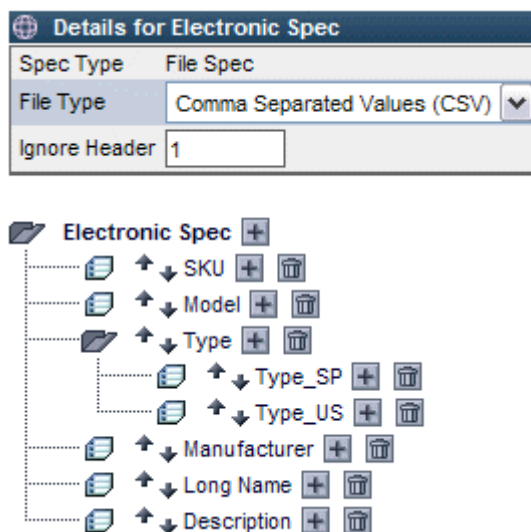 Details for Electronic Spec
Spec Type File Spec
File Type Comma Separated Values (CSV)
Ignore Header 1
Electronic Spec
SKU
Model
Type
Type_SP
Type_US
Manufacturer
Long Name
Description